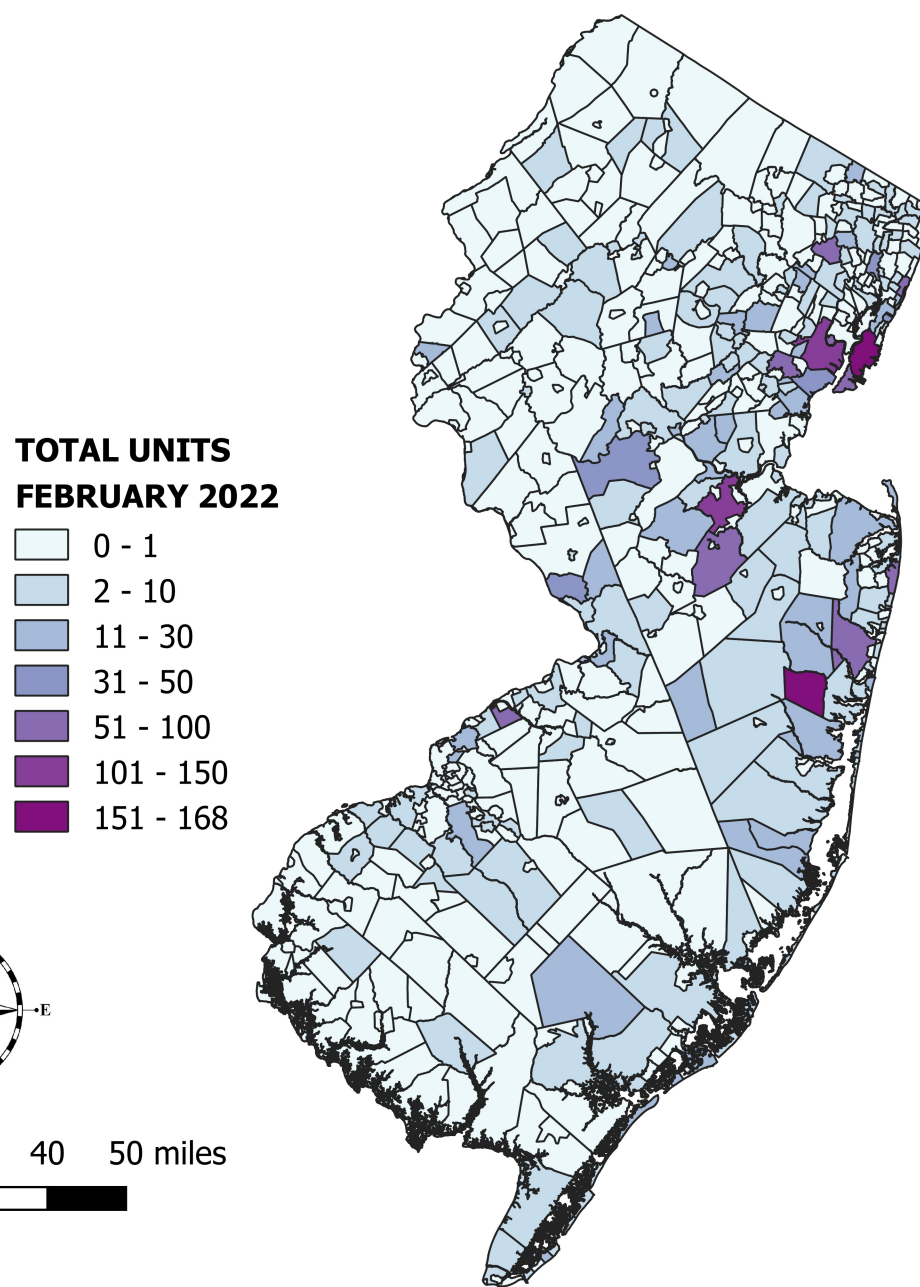 TOTAL UNITS
FEBRUARY 2022
0 - 1
2 - 10
11 - 30
31 - 50
51 - 100
101 - 150
151 - 168
E
40 50 miles